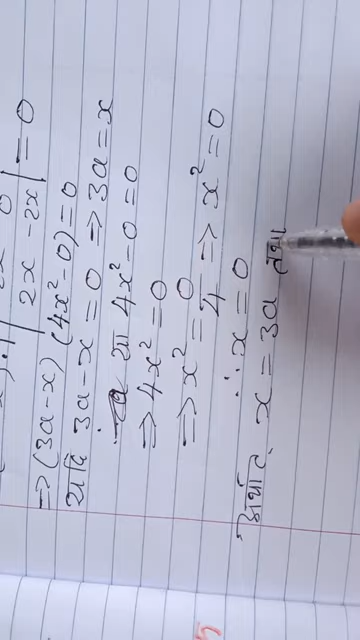 2x -2x| = 0
⇒ (3a-x) (4x²-0) = 0
यदि 3a-x = 0 ⇒ 3a = x
या 4x²-0 = 0
⇒ 4x² = 0
⇒ x² = 0/4 ⇒ x² = 0
∴ x = 0
अर्थात्, x = 3a तथा